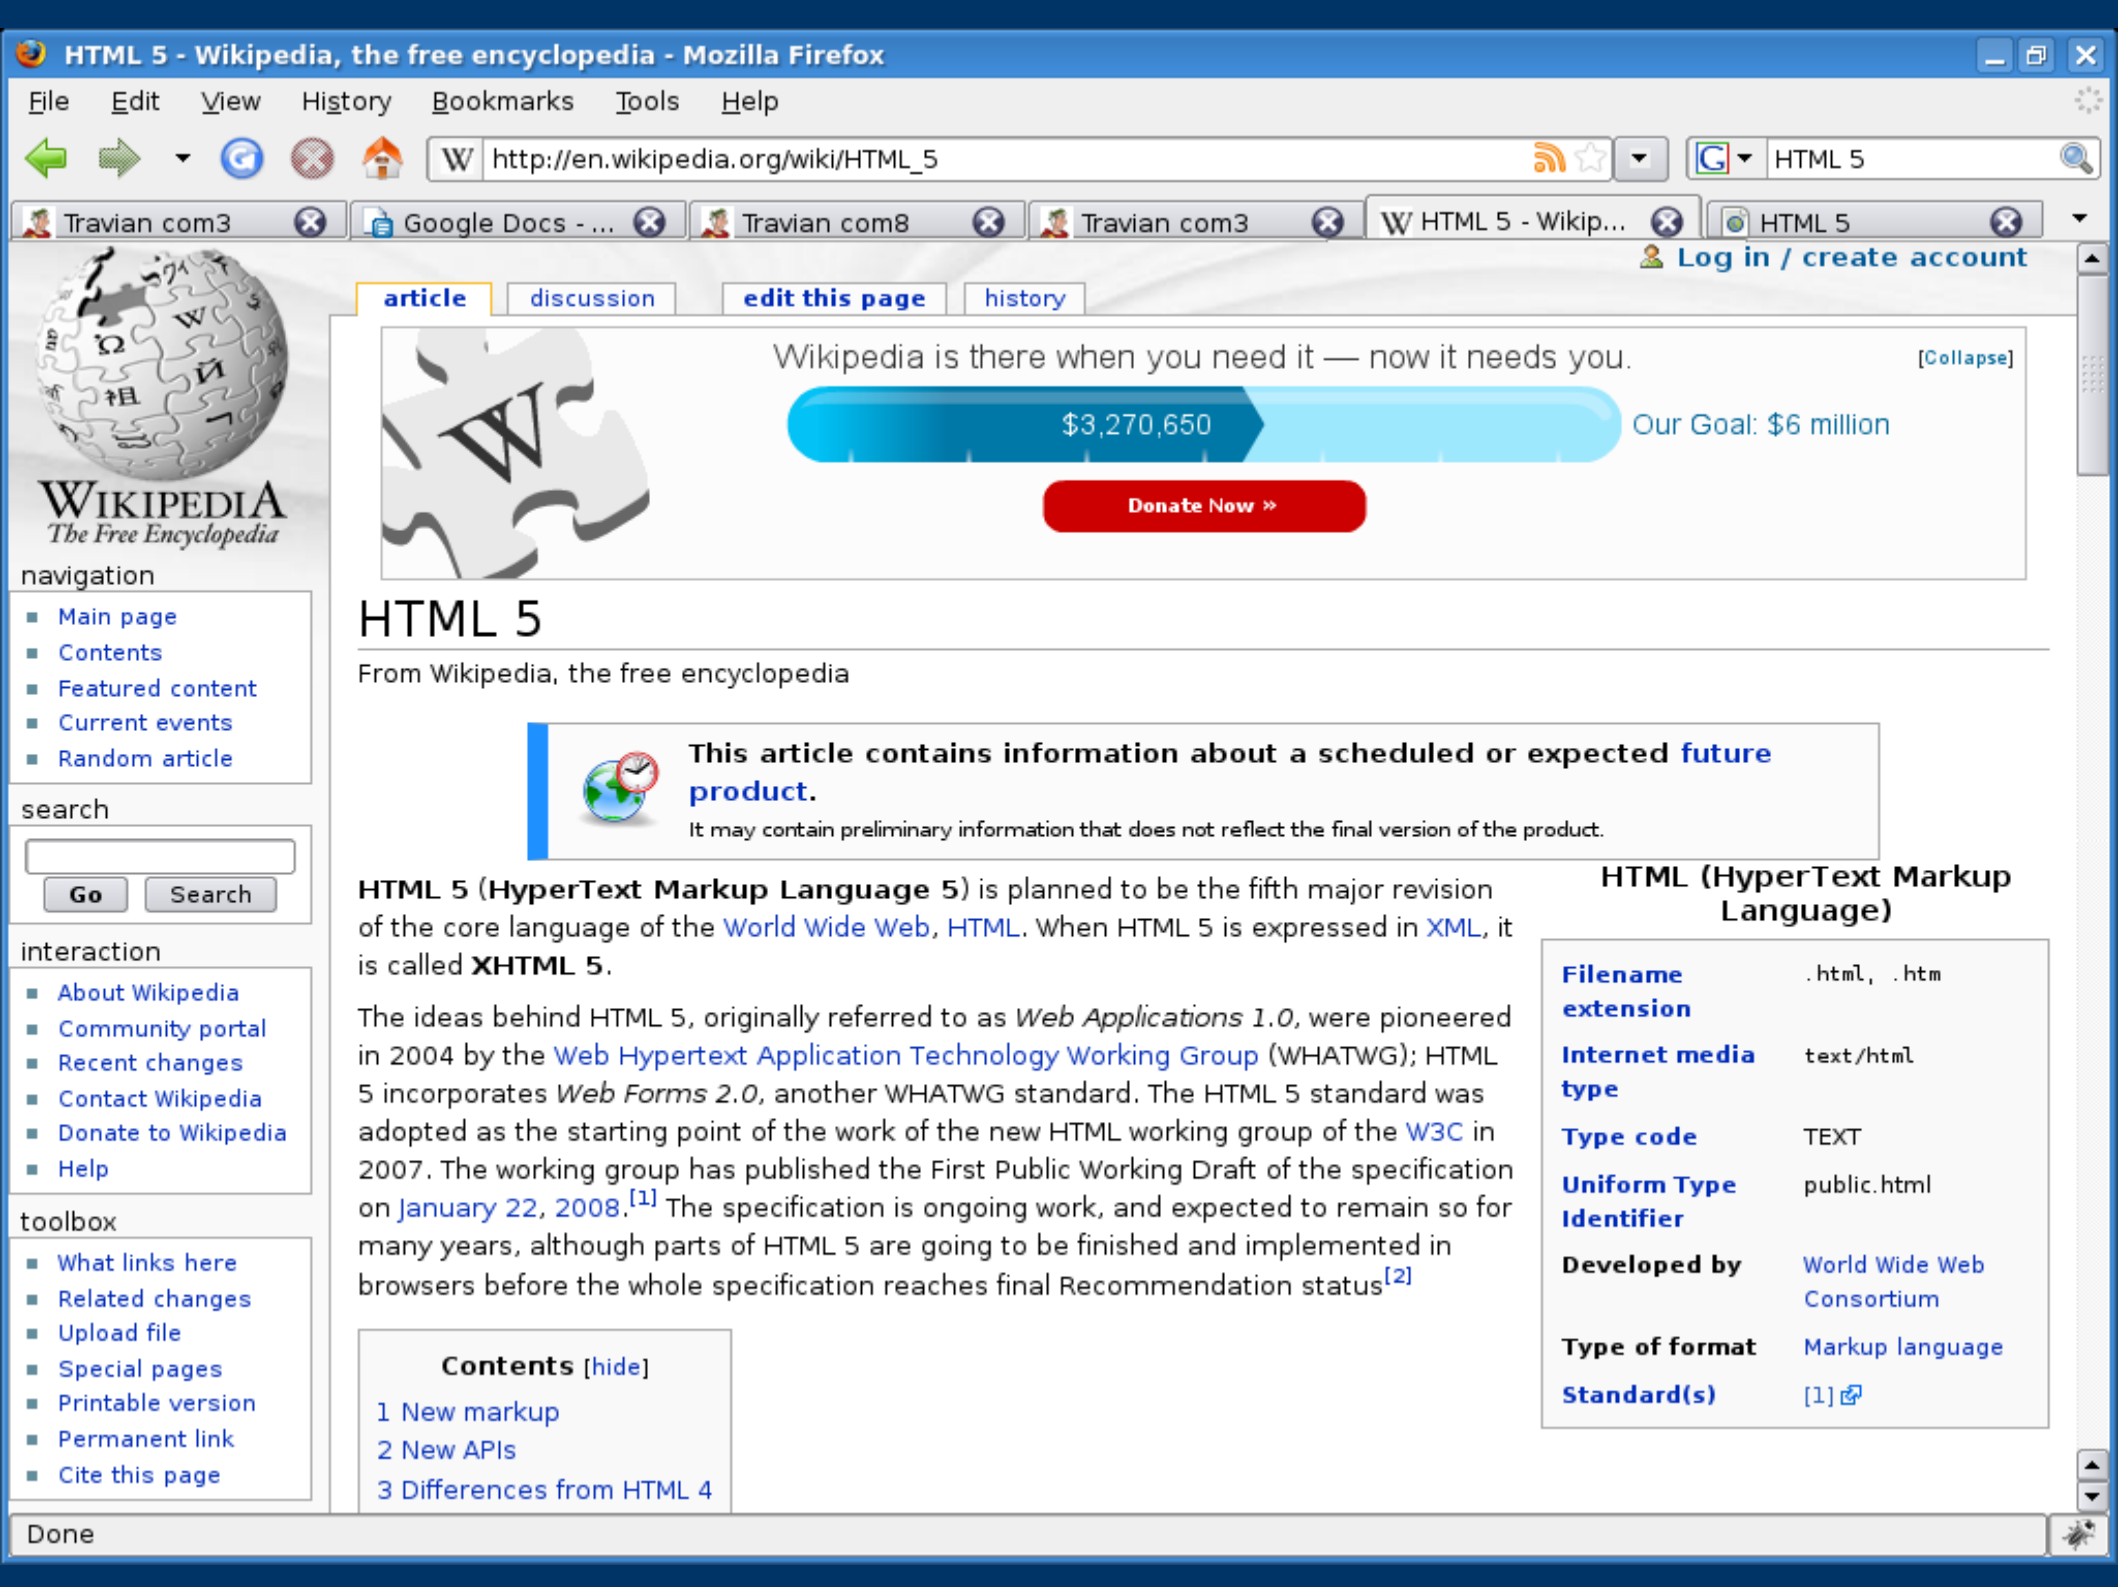 HTML 5 - Wikipedia, the free encyclopedia - Mozilla Firefox
File Edit View History Bookmarks Tools Help
http://en.wikipedia.org/wiki/HTML_5
HTML 5
Travian com3
Google Docs - ...
Travian com8
Travian com3
HTML 5 - Wikip...
HTML 5
Log in / create account
article
discussion
edit this page
history
WIKIPEDIA
The Free Encyclopedia
navigation
Main page
Contents
Featured content
Current events
Random article
search
Go
Search
interaction
About Wikipedia
Community portal
Recent changes
Contact Wikipedia
Donate to Wikipedia
Help
toolbox
What links here
Related changes
Upload file
Special pages
Printable version
Permanent link
Cite this page
Wikipedia is there when you need it — now it needs you.
[Collapse]
$3,270,650
Our Goal: $6 million
Donate Now »
HTML 5
From Wikipedia, the free encyclopedia
This article contains information about a scheduled or expected future
product.
It may contain preliminary information that does not reflect the final version of the product.
HTML 5 (HyperText Markup Language 5) is planned to be the fifth major revision
of the core language of the World Wide Web, HTML. When HTML 5 is expressed in XML, it
is called XHTML 5.
The ideas behind HTML 5, originally referred to as Web Applications 1.0, were pioneered
in 2004 by the Web Hypertext Application Technology Working Group (WHATWG); HTML
5 incorporates Web Forms 2.0, another WHATWG standard. The HTML 5 standard was
adopted as the starting point of the work of the new HTML working group of the W3C in
2007. The working group has published the First Public Working Draft of the specification
on January 22, 2008.[1] The specification is ongoing work, and expected to remain so for
many years, although parts of HTML 5 are going to be finished and implemented in
browsers before the whole specification reaches final Recommendation status[2]
HTML (HyperText Markup
Language)
Filename
extension
.html, .htm
Internet media
type
text/html
Type code
TEXT
Uniform Type
Identifier
public.html
Developed by
World Wide Web
Consortium
Type of format
Markup language
Standard(s)
[1]
Contents [hide]
1 New markup
2 New APIs
3 Differences from HTML 4
Done